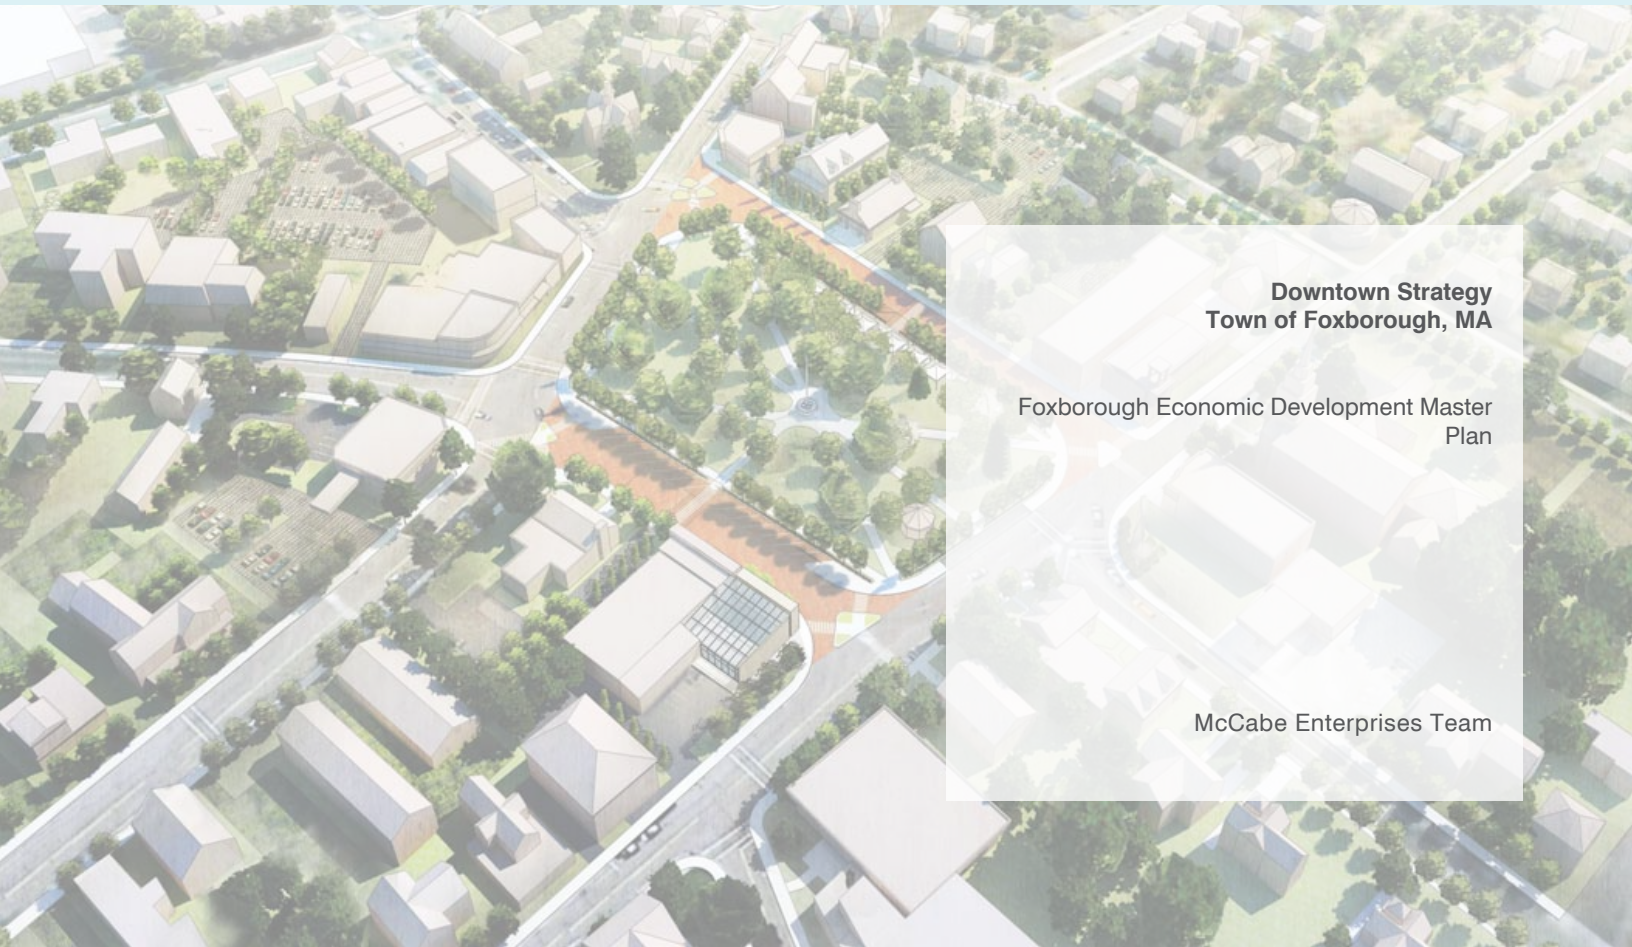 Downtown Strategy
Town of Foxborough, MA
Foxborough Economic Development Master
Plan
McCabe Enterprises Team